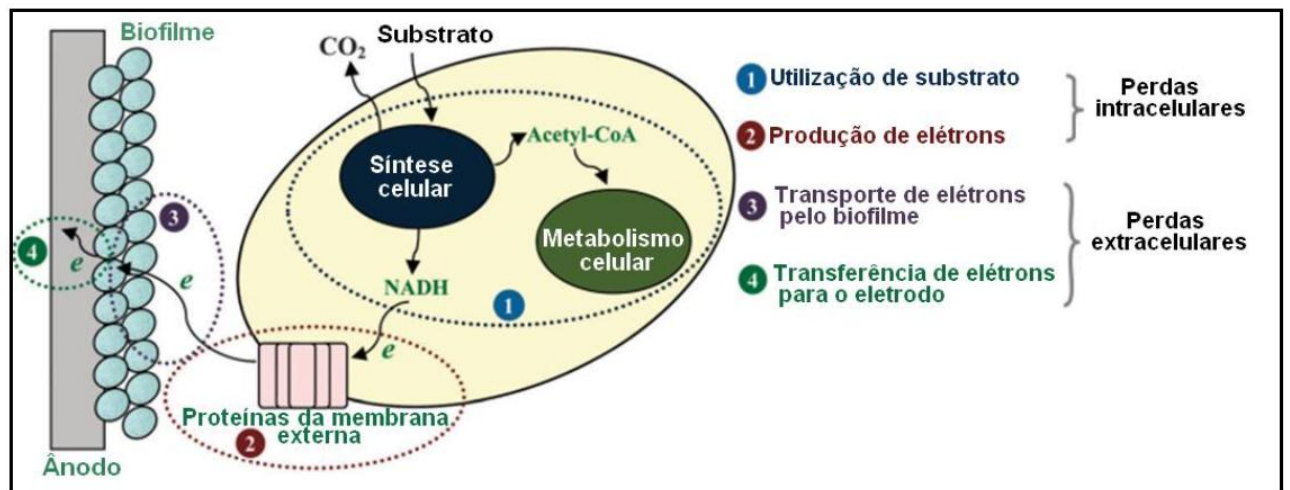 Biofilme
CO₂
Substrato
Síntese
celular
Acetyl-CoA
Metabolismo
celular
NADH
1
e
3
4
e
e
Proteínas da membrana
externa
2
Ânodo
1 Utilização de substrato
2 Produção de elétrons
Perdas
intracelulares
3 Transporte de elétrons
pelo biofilme
4 Transferência de elétrons
para o eletrodo
Perdas
extracelulares